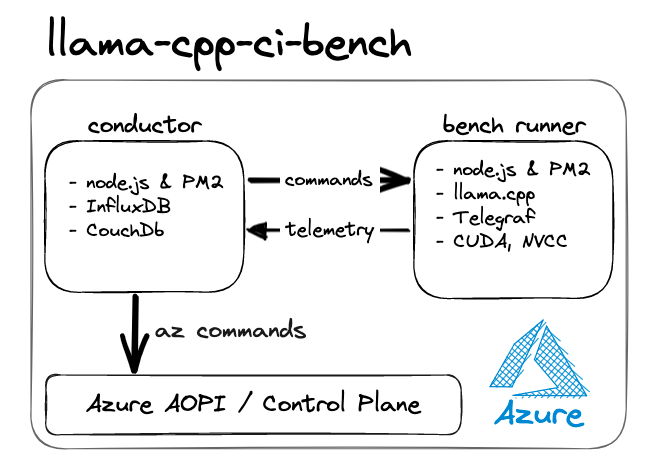 llama-cpp-ci-bench
conductor
- node.js & PM2
- InfluxDB
- CouchDb
commands
telemetry
bench runner
- node.js & PM2
- llama.cpp
- Telegraf
- CUDA, NVCC
az commands
Azure AOPI / Control Plane
Azure